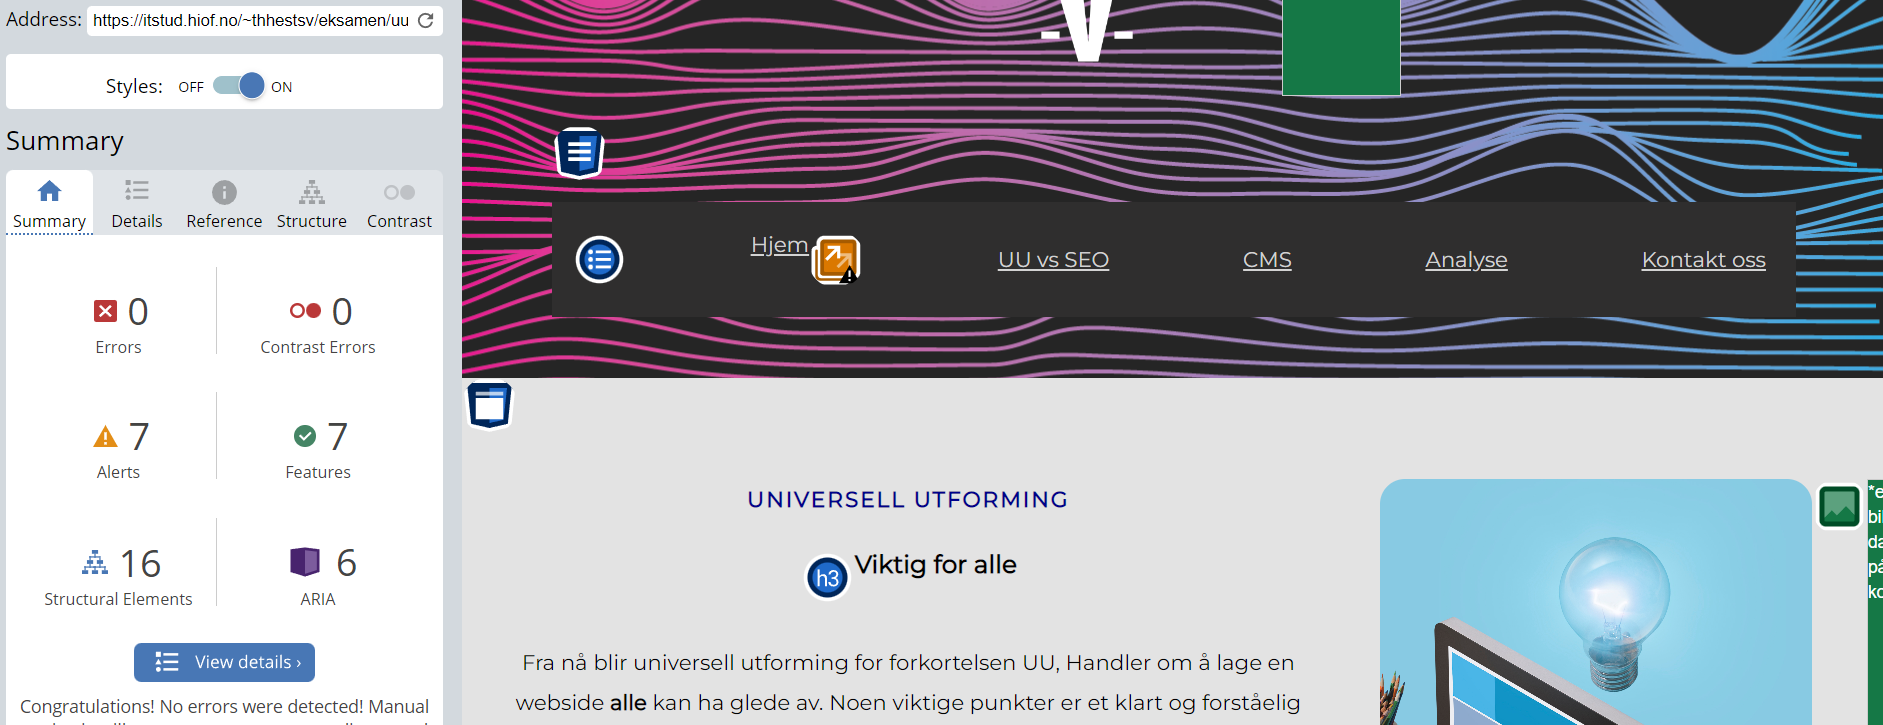 Address: https://itstud.hiof.no/~thhestsv/eksamen/uu
Styles: OFF ON
Summary
Summary Details Reference Structure Contrast
0 0
Errors Contrast Errors
7 7
Alerts Features
16 6
Structural Elements ARIA
View details ›
Congratulations! No errors were detected! Manual
-V-
Hjem UU vs SEO CMS Analyse Kontakt oss
UNIVERSELL UTFORMING
h3 Viktig for alle
Fra nå blir universell utforming for forkortelsen UU, Handler om å lage en
webside alle kan ha glede av. Noen viktige punkter er et klart og forståelig